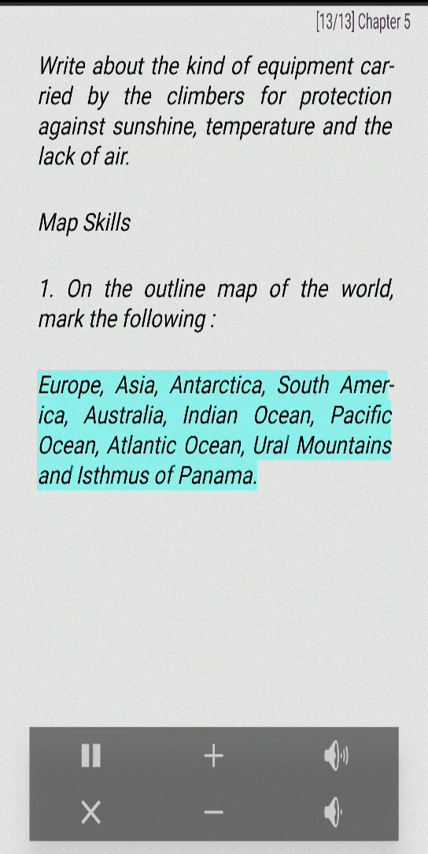 [13/13] Chapter 5
Write about the kind of equipment car-
ried by the climbers for protection
against sunshine, temperature and the
lack of air.
Map Skills
1. On the outline map of the world,
mark the following :
Europe, Asia, Antarctica, South Amer-
ica, Australia, Indian Ocean, Pacific
Ocean, Atlantic Ocean, Ural Mountains
and Isthmus of Panama.